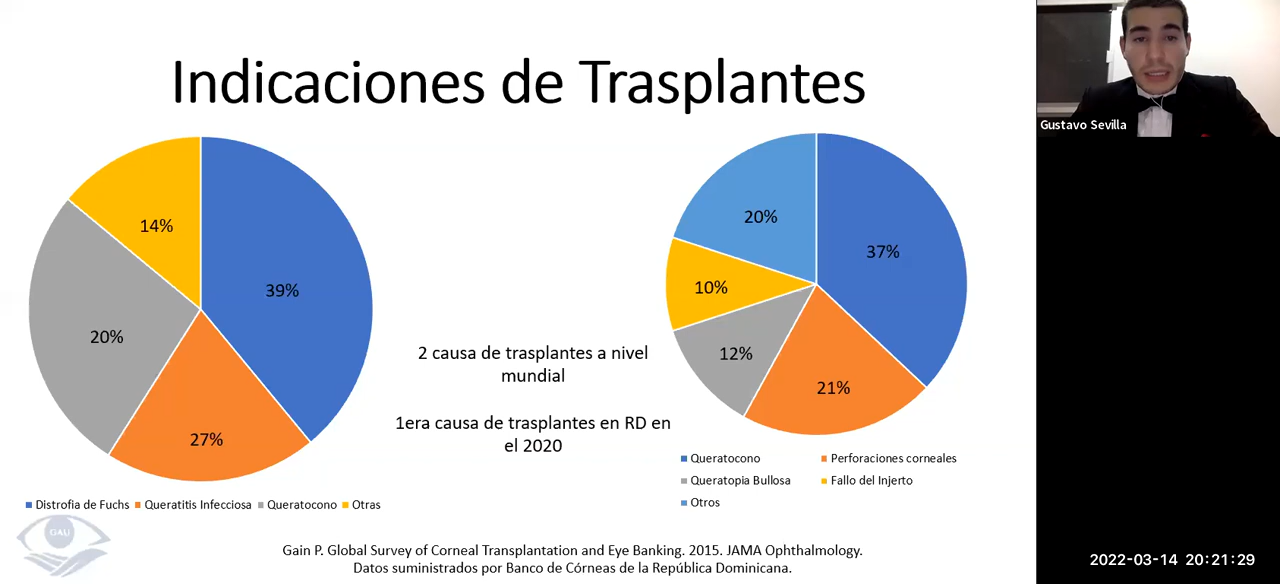 Indicaciones de Trasplantes
14%
39%
20%
27%
Distrofia de Fuchs Queratitis Infecciosa Queratocono Otras
2 causa de trasplantes a nivel
mundial
1era causa de trasplantes en RD en
el 2020
20%
37%
10%
12%
21%
Queratocono Perforaciones corneales
Queratopia Bullosa Fallo del Injerto
Otros
GAU
Gain P. Global Survey of Corneal Transplantation and Eye Banking. 2015. JAMA Ophthalmology.
Datos suministrados por Banco de Córneas de la República Dominicana.
Gustavo Sevilla
2022-03-14 20:21:29